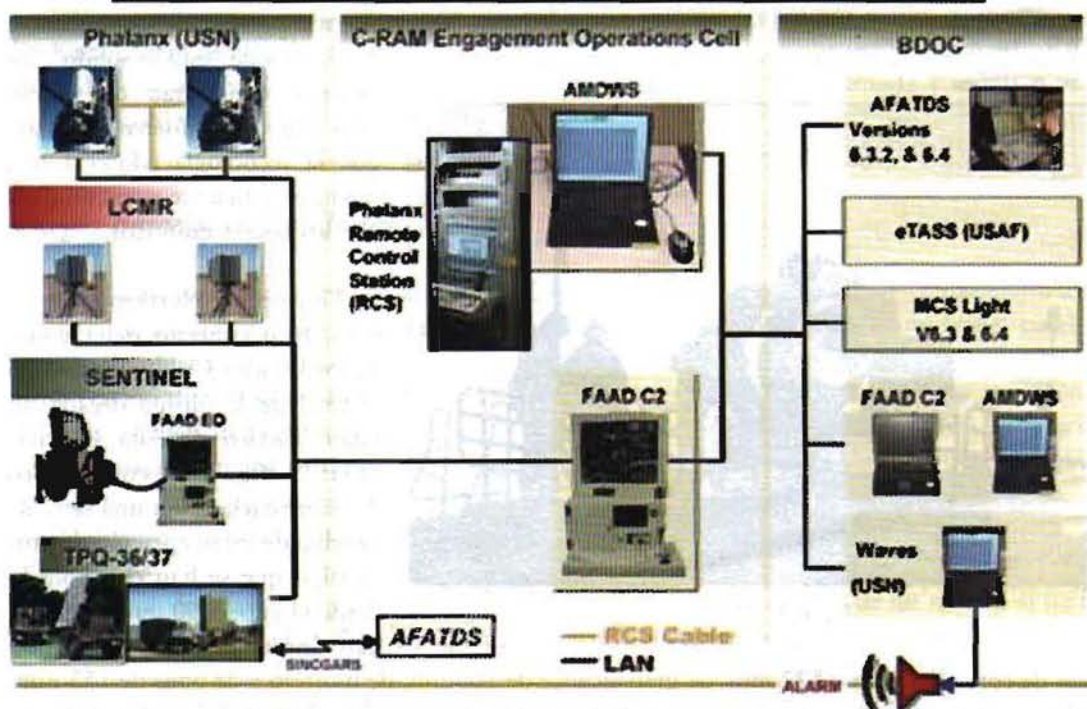 Phalanx (USN)
C-RAM Engagement Operations Cell
BDOC
AMDWS
AFATDS
Versions
6.3.2, & 6.4
LCMR
Phalanx
Remote
Control
Station
(RCS)
eTASS (USAF)
MCS Light
V6.3 & 6.4
SENTINEL
FAAD EO
FAAD C2
FAAD C2
AMDWS
TPQ-36/37
Waves
(USN)
AFATDS
SINCGARS
RCS Cable
LAN
ALARM